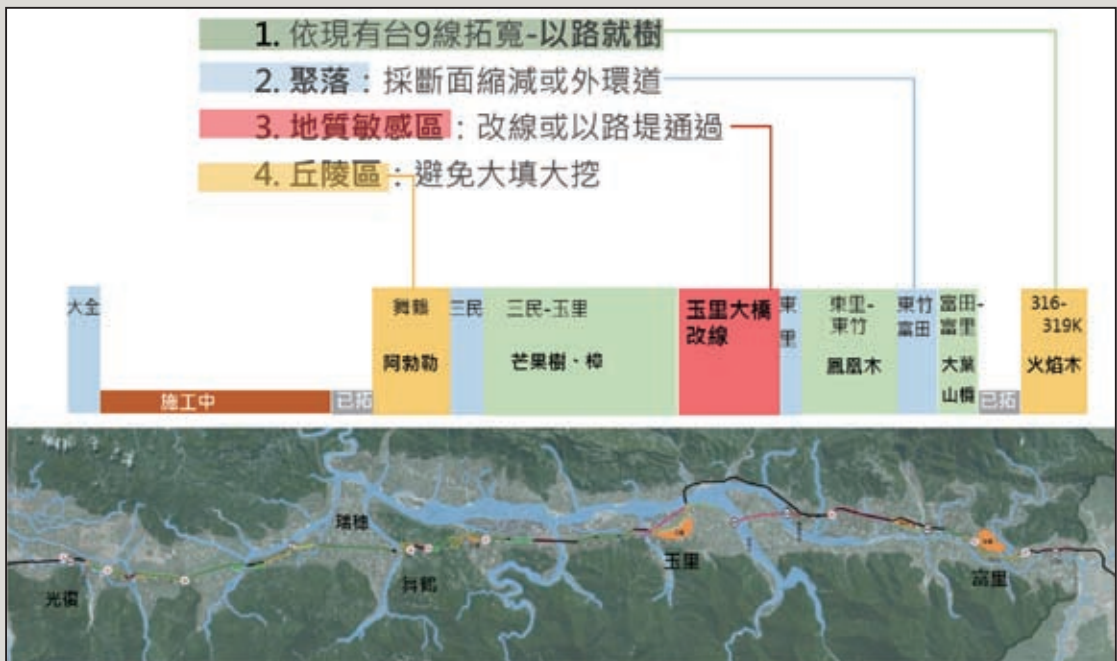 1. 依現有台9線拓寬-以路就樹
2. 聚落：採斷面縮減或外環道
3. 地質敏感區：改線或以路堤通過
4. 丘陵區：避免大填大挖
大全
施工中
已拓
舞鶴
阿勃勒
三民
三民-玉里
芒果樹、樟
玉里大橋
改線
東
里
東里-
東竹
鳳凰木
東竹
富田
富田-
富里
大葉
山欖
已拓
316-
319K
火焰木
光復
瑞穗
舞鶴
玉里
富里